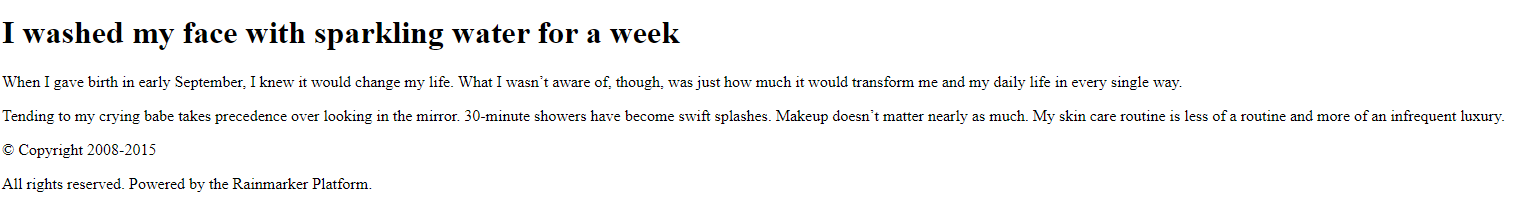 I washed my face with sparkling water for a week
When I gave birth in early September, I knew it would change my life. What I wasn’t aware of, though, was just how much it would transform me and my daily life in every single way.
Tending to my crying babe takes precedence over looking in the mirror. 30-minute showers have become swift splashes. Makeup doesn’t matter nearly as much. My skin care routine is less of a routine and more of an infrequent luxury.
© Copyright 2008-2015
All rights reserved. Powered by the Rainmarker Platform.